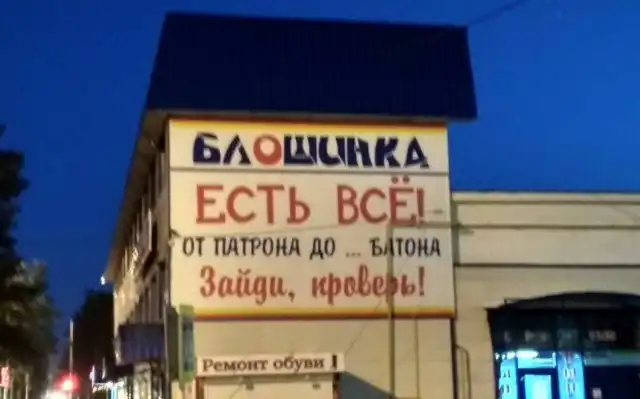 БЛОШИНКА
ЕСТЬ ВСЁ!
ОТ ПАТРОНА ДО ... БАТОНА
Зайди, проверь!
Ремонт обуви